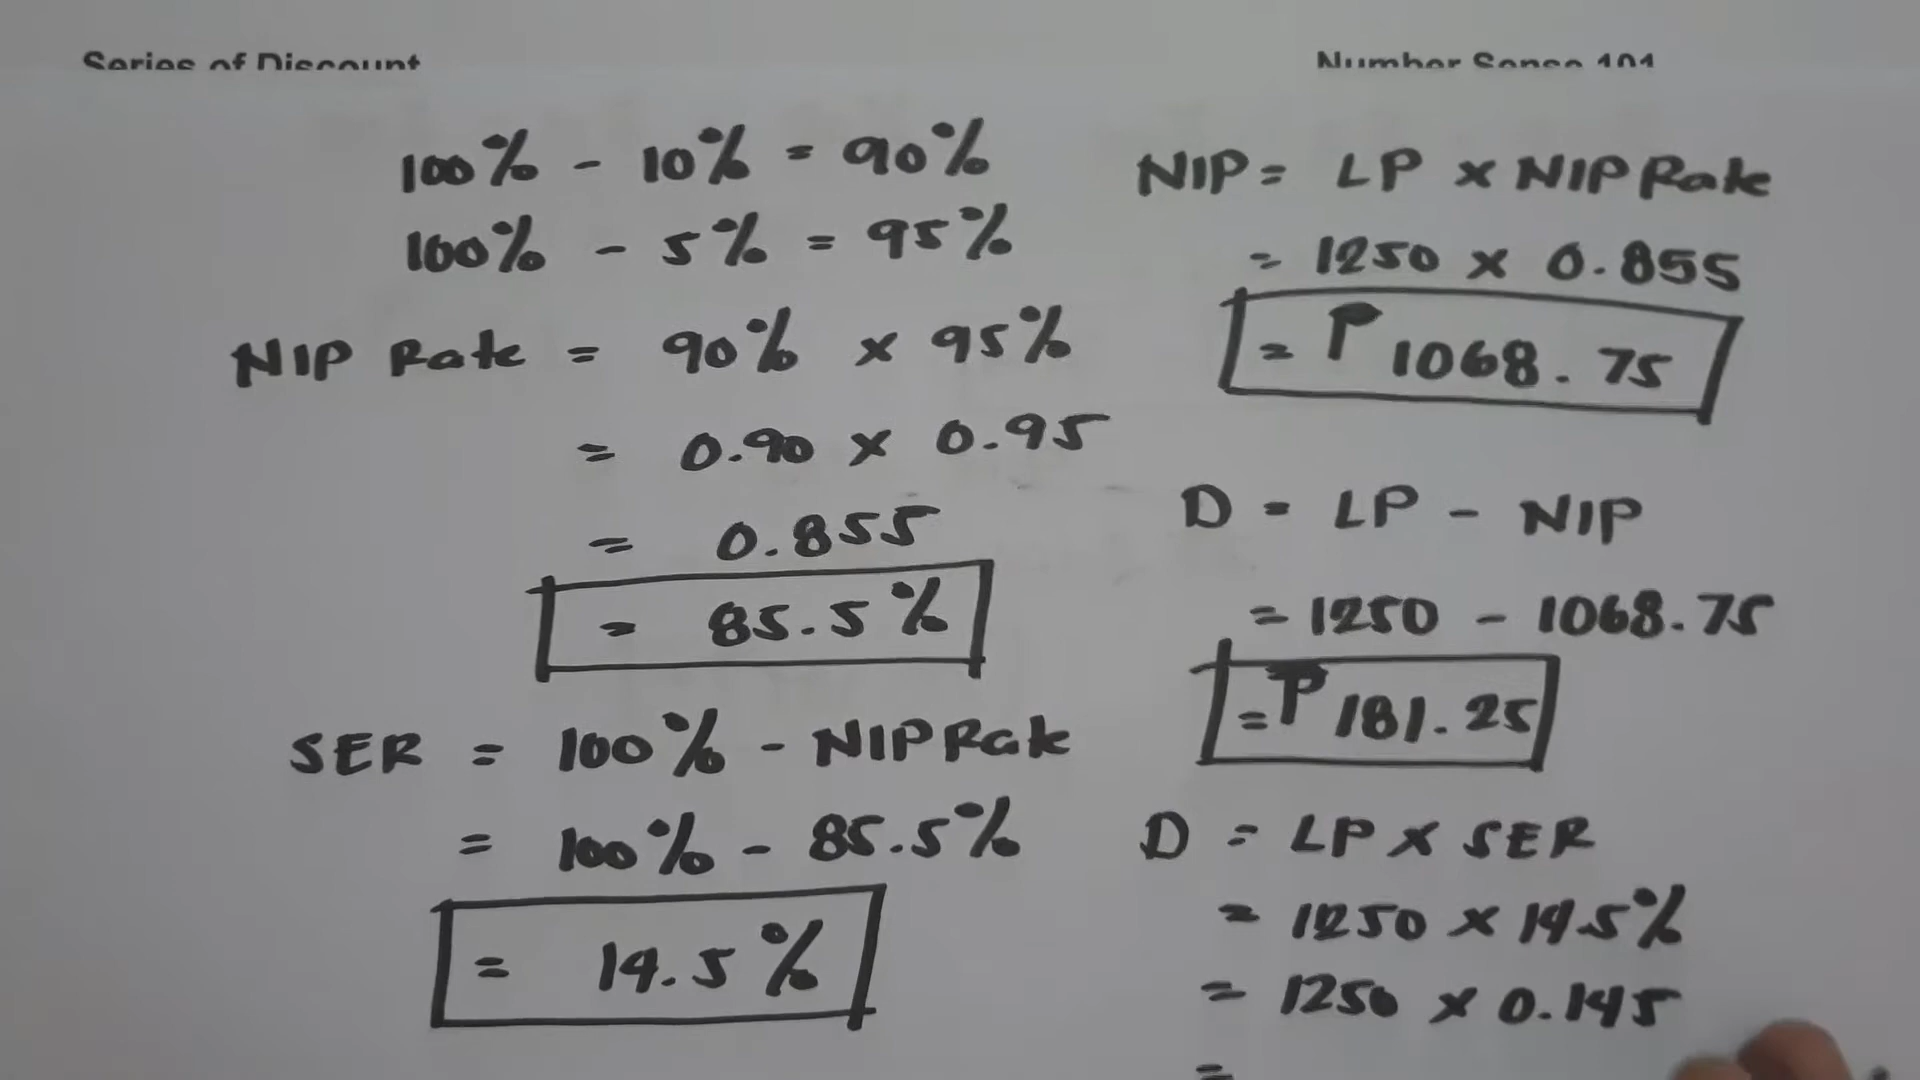 Series of Discount
Number Sense 101
100% - 10% = 90%
100% - 5% = 95%
NIP Rate = 90% x 95%
= 0.90 x 0.95
= 0.855
= 85.5%
SER = 100% - NIP Rate
= 100% - 85.5%
= 14.5%
NIP = LP x NIP Rate
= 1250 x 0.855
= ₱1068.75
D = LP - NIP
= 1250 - 1068.75
= ₱181.25
D = LP x SER
= 1250 x 14.5%
= 1250 x 0.145
=